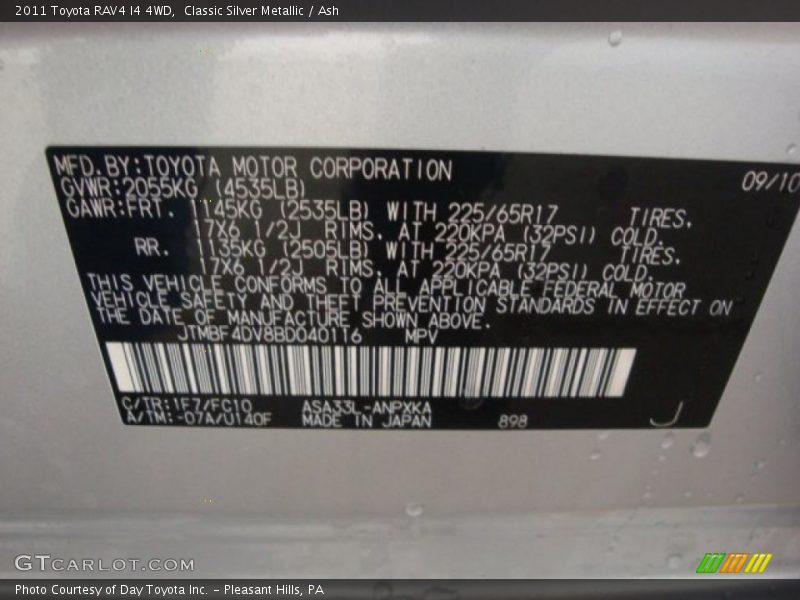 2011 Toyota RAV4 I4 4WD,  Classic Silver Metallic / Ash
MFD.BY:TOYOTA MOTOR CORPORATION 09/10
GVWR:2055KG (4535LB)
GAWR:FRT. 1145KG (2535LB) WITH 225/65R17 TIRES.
17X6 1/2J RIMS. AT 220KPA (32PSI) COLD.
RR. 1135KG (2505LB) WITH 225/65R17 TIRES.
17X6 1/2J RIMS. AT 220KPA (32PSI) COLD.
THIS VEHICLE CONFORMS TO ALL APPLICABLE FEDERAL MOTOR
VEHICLE SAFETY AND THEFT PREVENTION STANDARDS IN EFFECT ON
THE DATE OF MANUFACTURE SHOWN ABOVE.
JTMBF4DV8BD040116 MPV
C/TR:1F7/FC10 ASA33L-ANPXKA
A/TM:-07A/U140F MADE IN JAPAN 898 J
GTCARLOT.COM
Photo Courtesy of Day Toyota Inc. - Pleasant Hills, PA